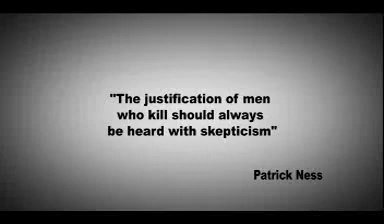 "The justification of men
who kill should always
be heard with skepticism"
Patrick Ness